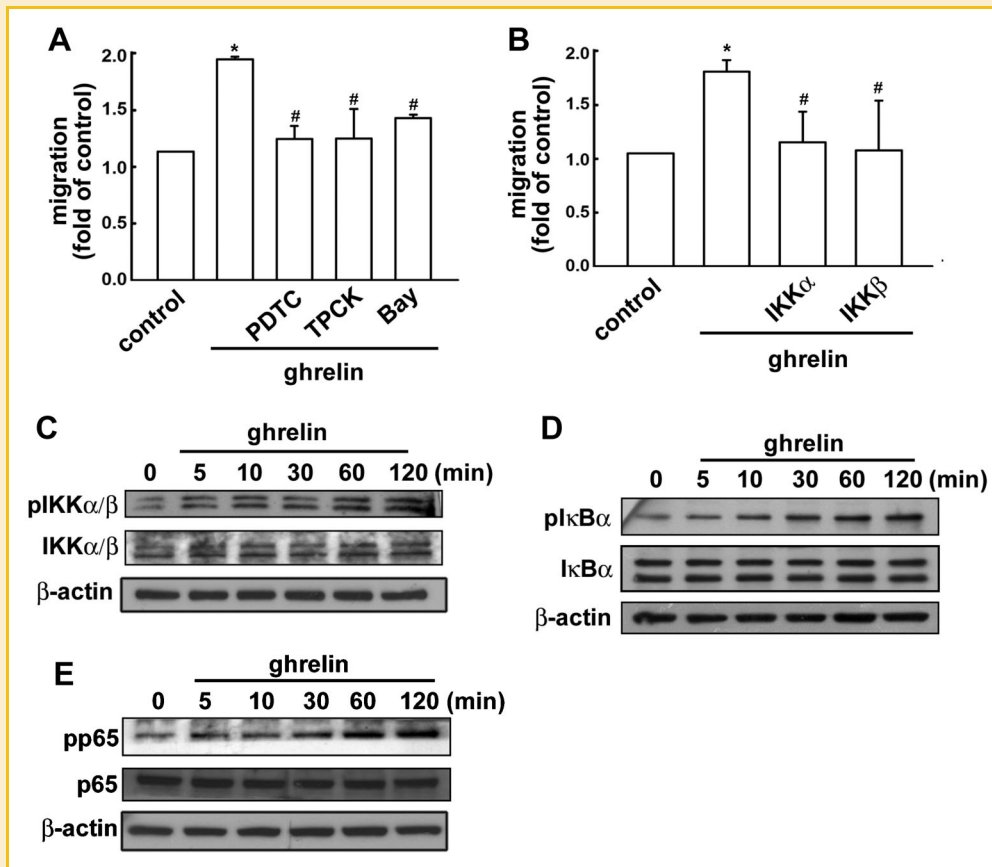 A
migration
(fold of control)
2.0
1.5
1.0
0.5
0.0
*
#
#
#
control
PDTC
TPCK
Bay
ghrelin
B
migration
(fold of control)
2.0
1.5
1.0
0.5
0.0
*
#
#
control
IKKα
IKKβ
ghrelin
C
ghrelin
0 5 10 30 60 120 (min)
pIKKα/β
IKKα/β
β-actin
D
ghrelin
0 5 10 30 60 120 (min)
pIκBα
IκBα
β-actin
E
ghrelin
0 5 10 30 60 120 (min)
pp65
p65
β-actin